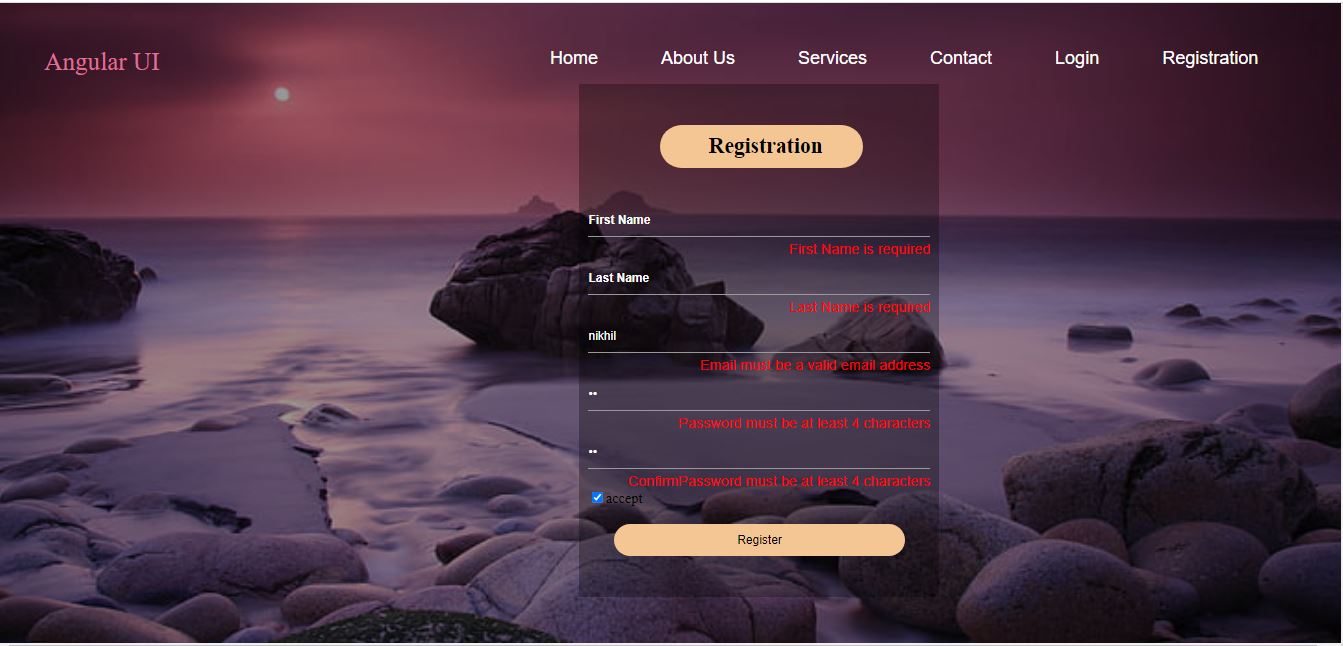 Angular UI
Home About Us Services Contact Login Registration
Registration
First Name
First Name is required
Last Name
Last Name is required
nikhil
Email must be a valid email address
••
Password must be at least 4 characters
••
ConfirmPassword must be at least 4 characters
accept
Register